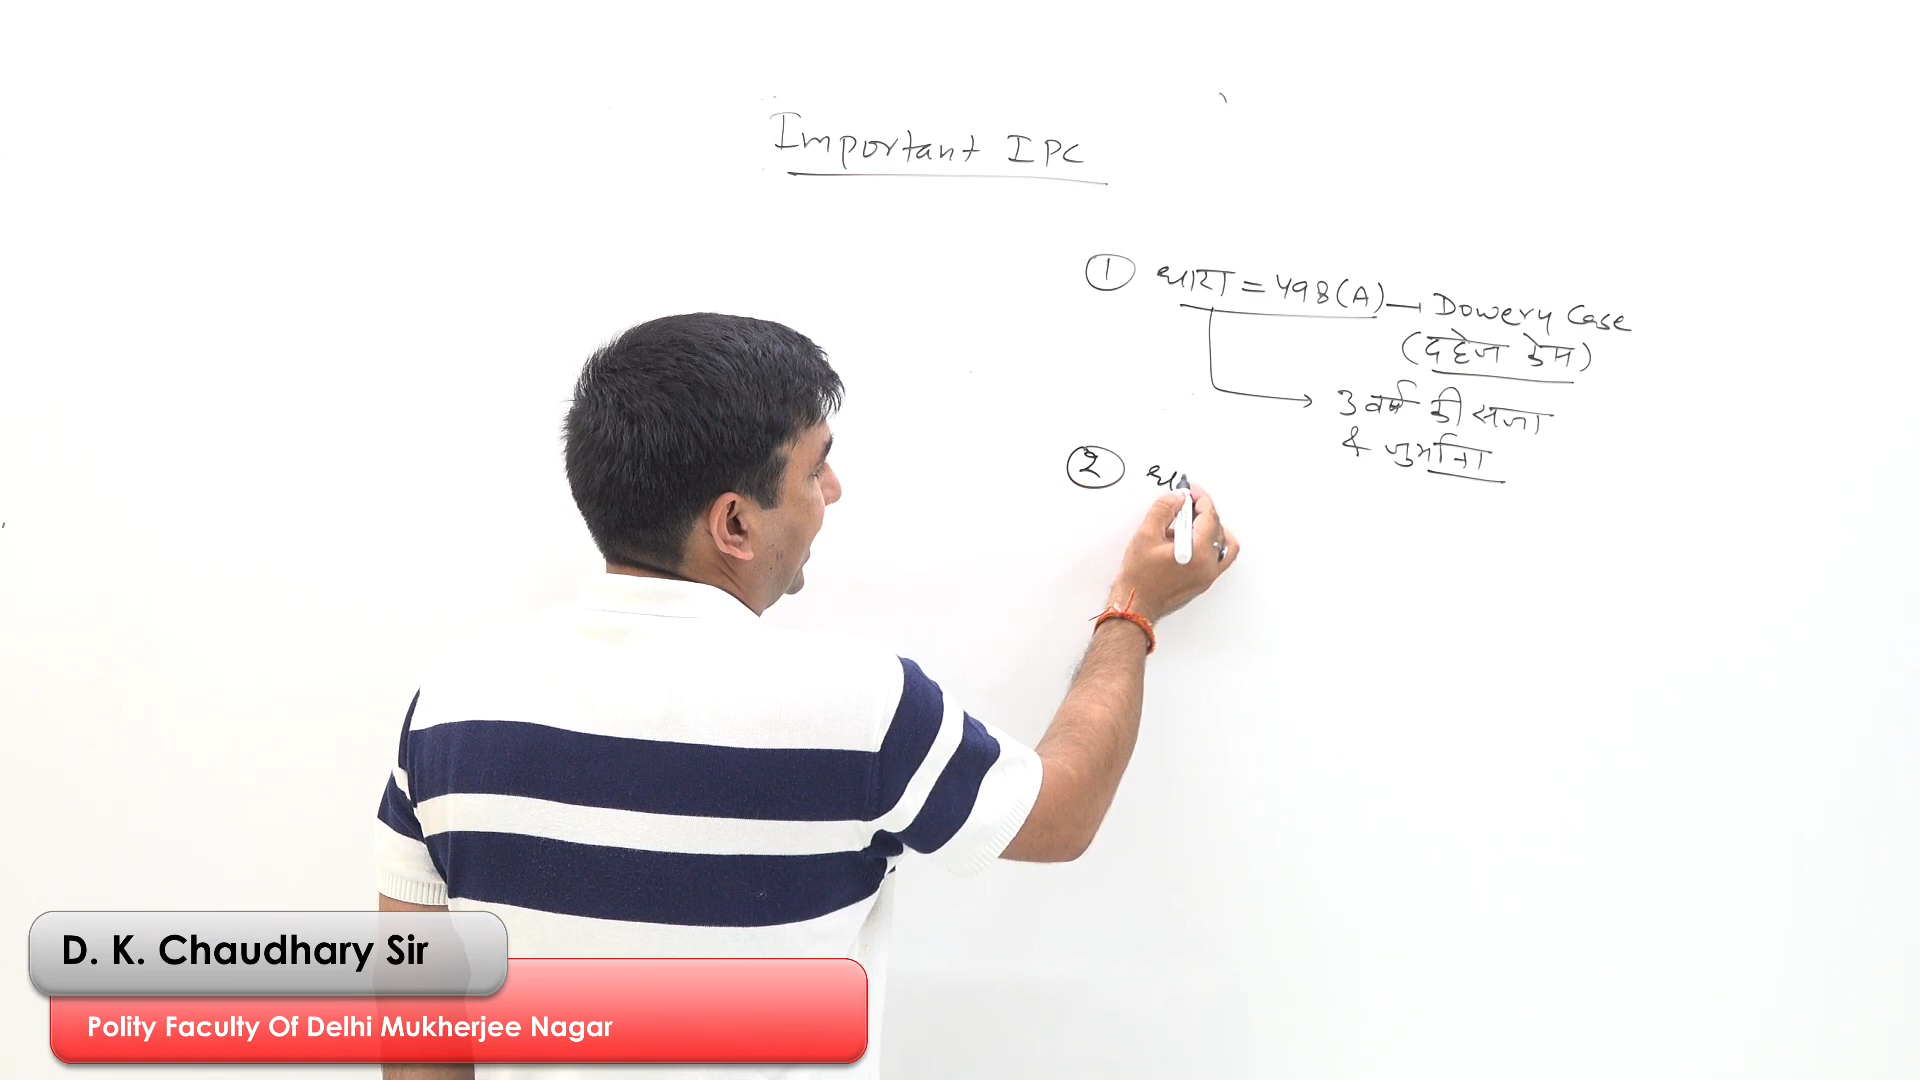 Important IPC
① धारा = 498(A) → Dowery Case
(दहेज केस)
3 वर्ष की सजा
& जुर्माना
② धा
D. K. Chaudhary Sir
Polity Faculty Of Delhi Mukherjee Nagar